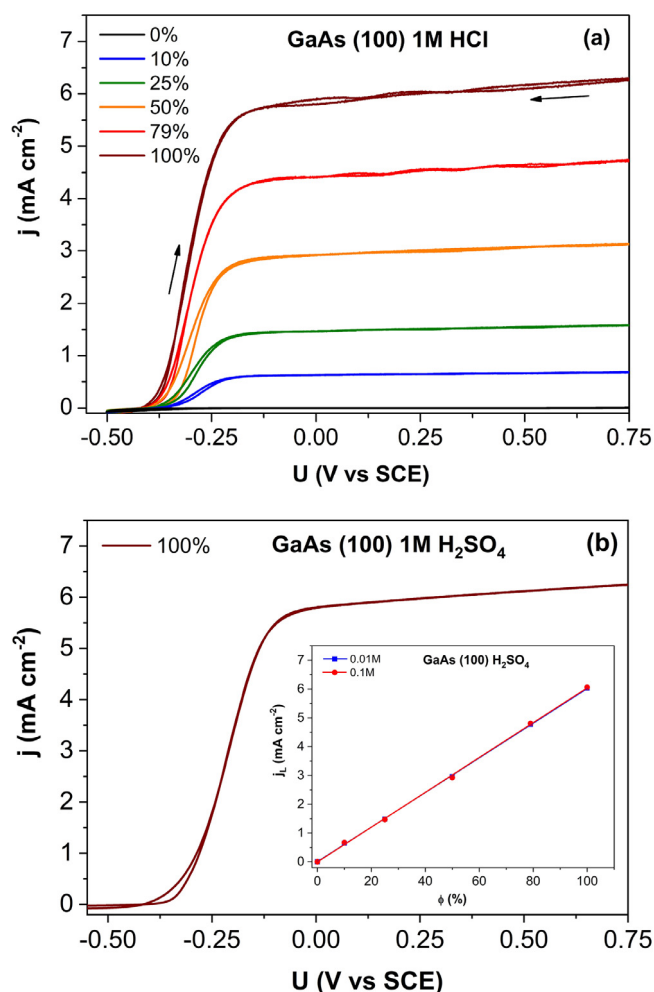 GaAs (100) 1M HCl
(a)
0%
10%
25%
50%
79%
100%
7
6
5
4
3
2
1
0
j (mA cm⁻²)
-0.50 -0.25 0.00 0.25 0.50 0.75
U (V vs SCE)
100%
GaAs (100) 1M H₂SO₄
(b)
7
6
5
4
3
2
1
0
j (mA cm⁻²)
0.01M
0.1M
GaAs (100) H₂SO₄
7
6
5
4
3
2
1
0
j_L (mA cm⁻²)
0 20 40 60 80 100
ϕ (%)
-0.50 -0.25 0.00 0.25 0.50 0.75
U (V vs SCE)